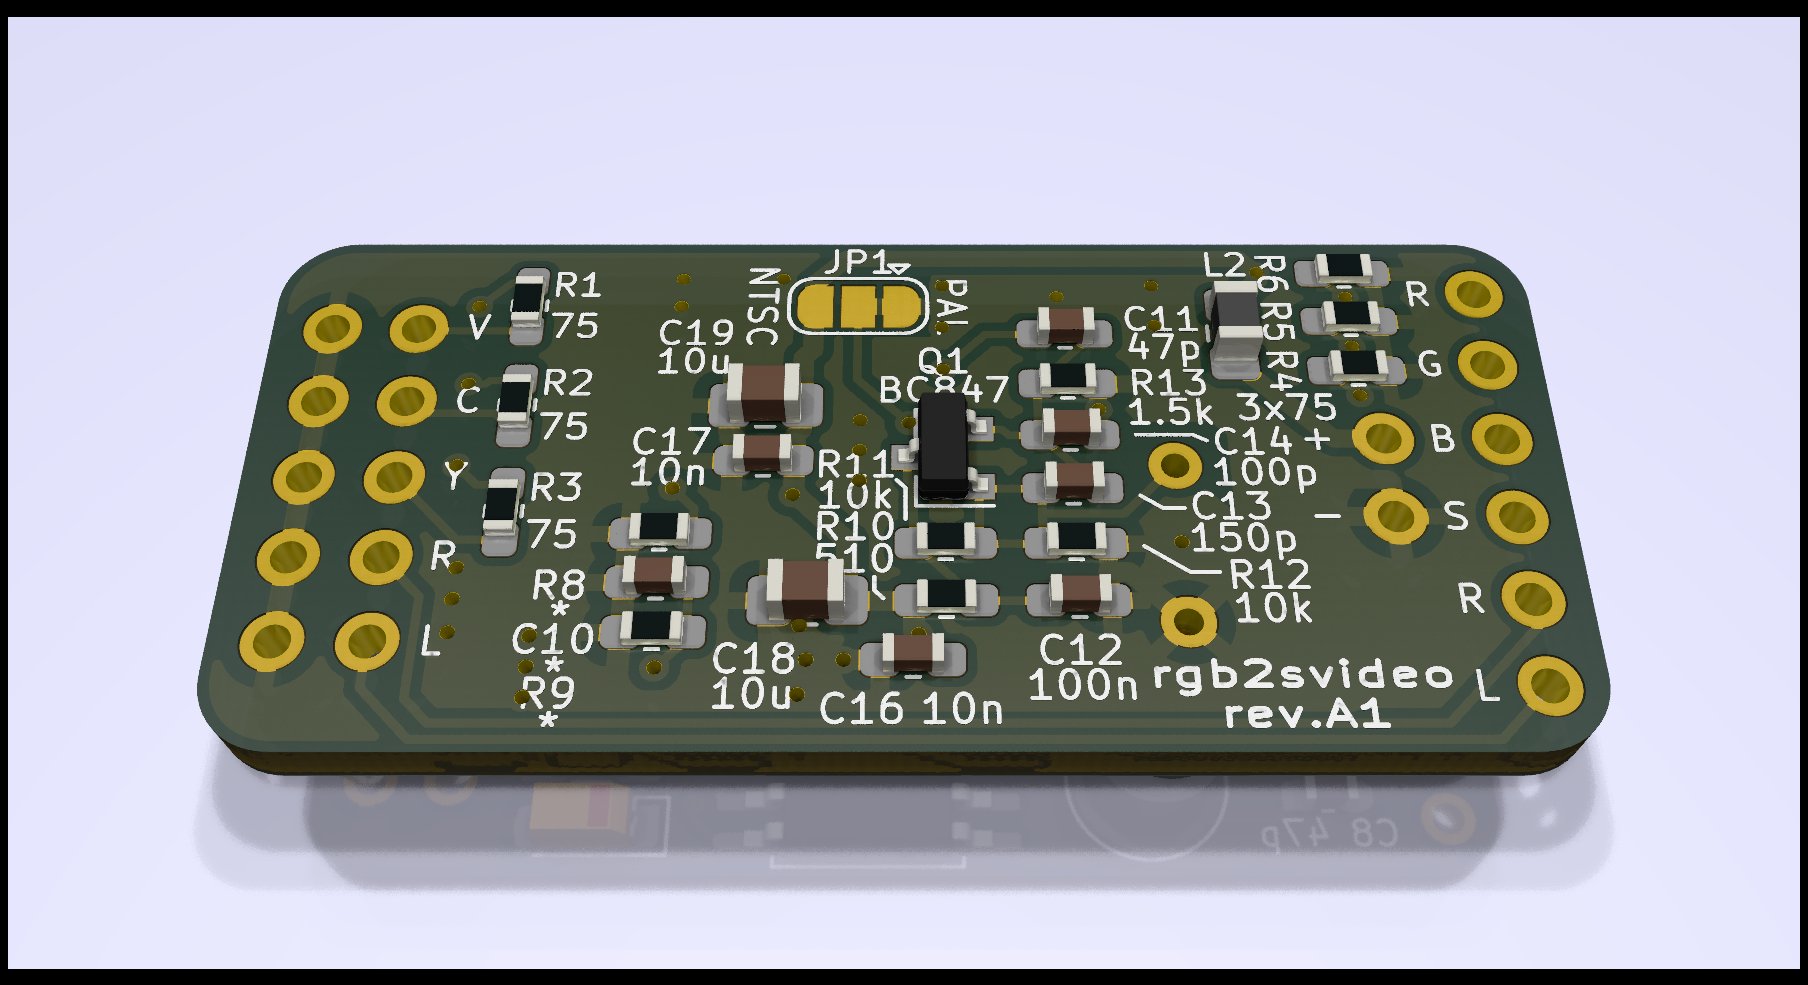 R1
75
V
R2
75
C
R3
75
Y
R
L
R8
*
C10
*
R9
*
NTSC
JP1
PAL
C19
10u
C17
10n
Q1
BC847
R11
10k
R10
510
C18
10u
C16 10n
C11
47p
R13
1.5k
C14
100p
C13
150p
R12
10k
C12
100n
L2
R6
R5
R4
3x75
+
-
R
G
B
S
R
L
rgb2svideo
rev.A1
C8 47p